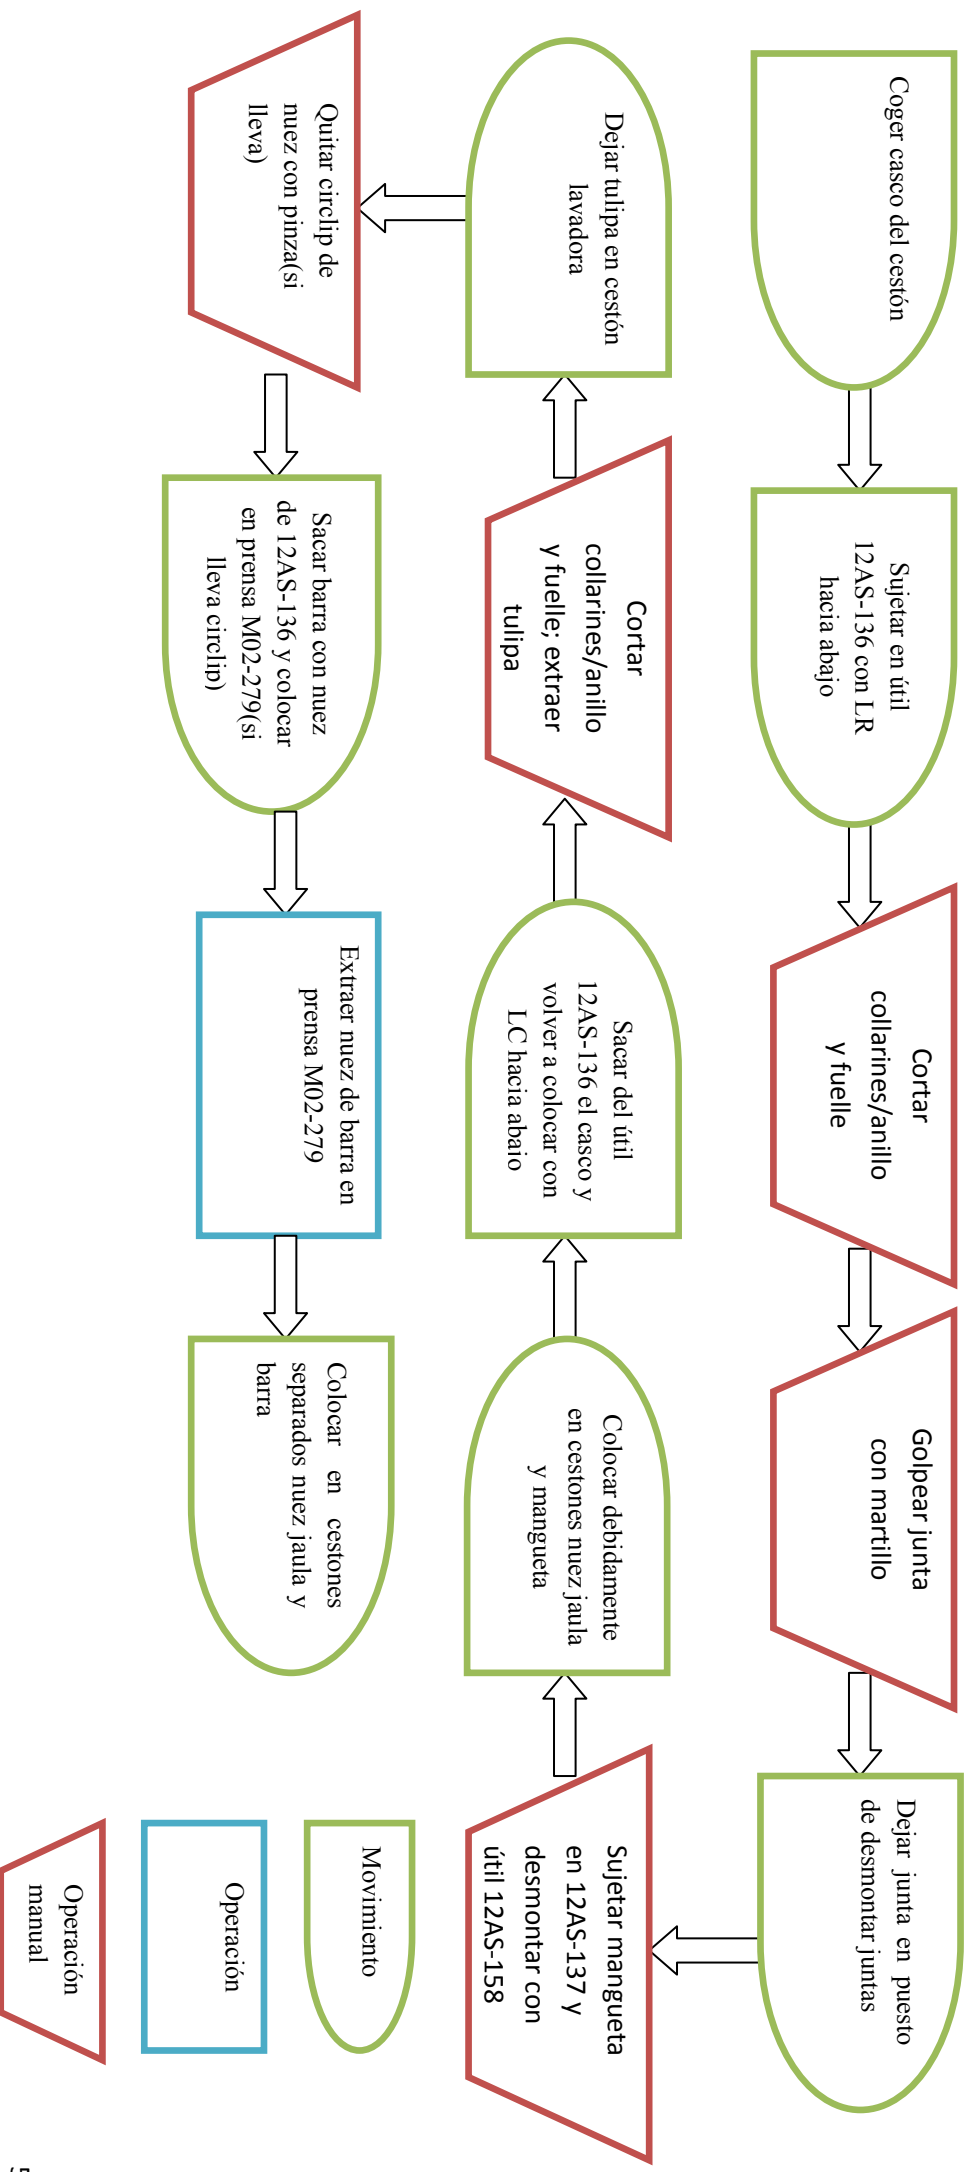 Coger casco del cestón
Sujetar en útil
12AS-136 con LR
hacia abajo
Cortar
collarines/anillo
y fuelle
Golpear junta
con martillo
Dejar junta en puesto
de desmontar juntas
Sujetar mangueta
en 12AS-137 y
desmontar con
útil 12AS-158
Colocar debidamente
en cestones nuez jaula
y mangueta
Sacar del útil
12AS-136 el casco y
volver a colocar con
LC hacia abajo
Cortar
collarines/anillo
y fuelle; extraer
tulipa
Dejar tulipa en cestón
lavadora
Quitar circlip de
nuez con pinza(si
lleva)
Sacar barra con nuez
de 12AS-136 y colocar
en prensa M02-279(si
lleva circlip)
Extraer nuez de barra en
prensa M02-279
Colocar en cestones
separados nuez jaula y
barra
Movimiento
Operación
Operación
manual